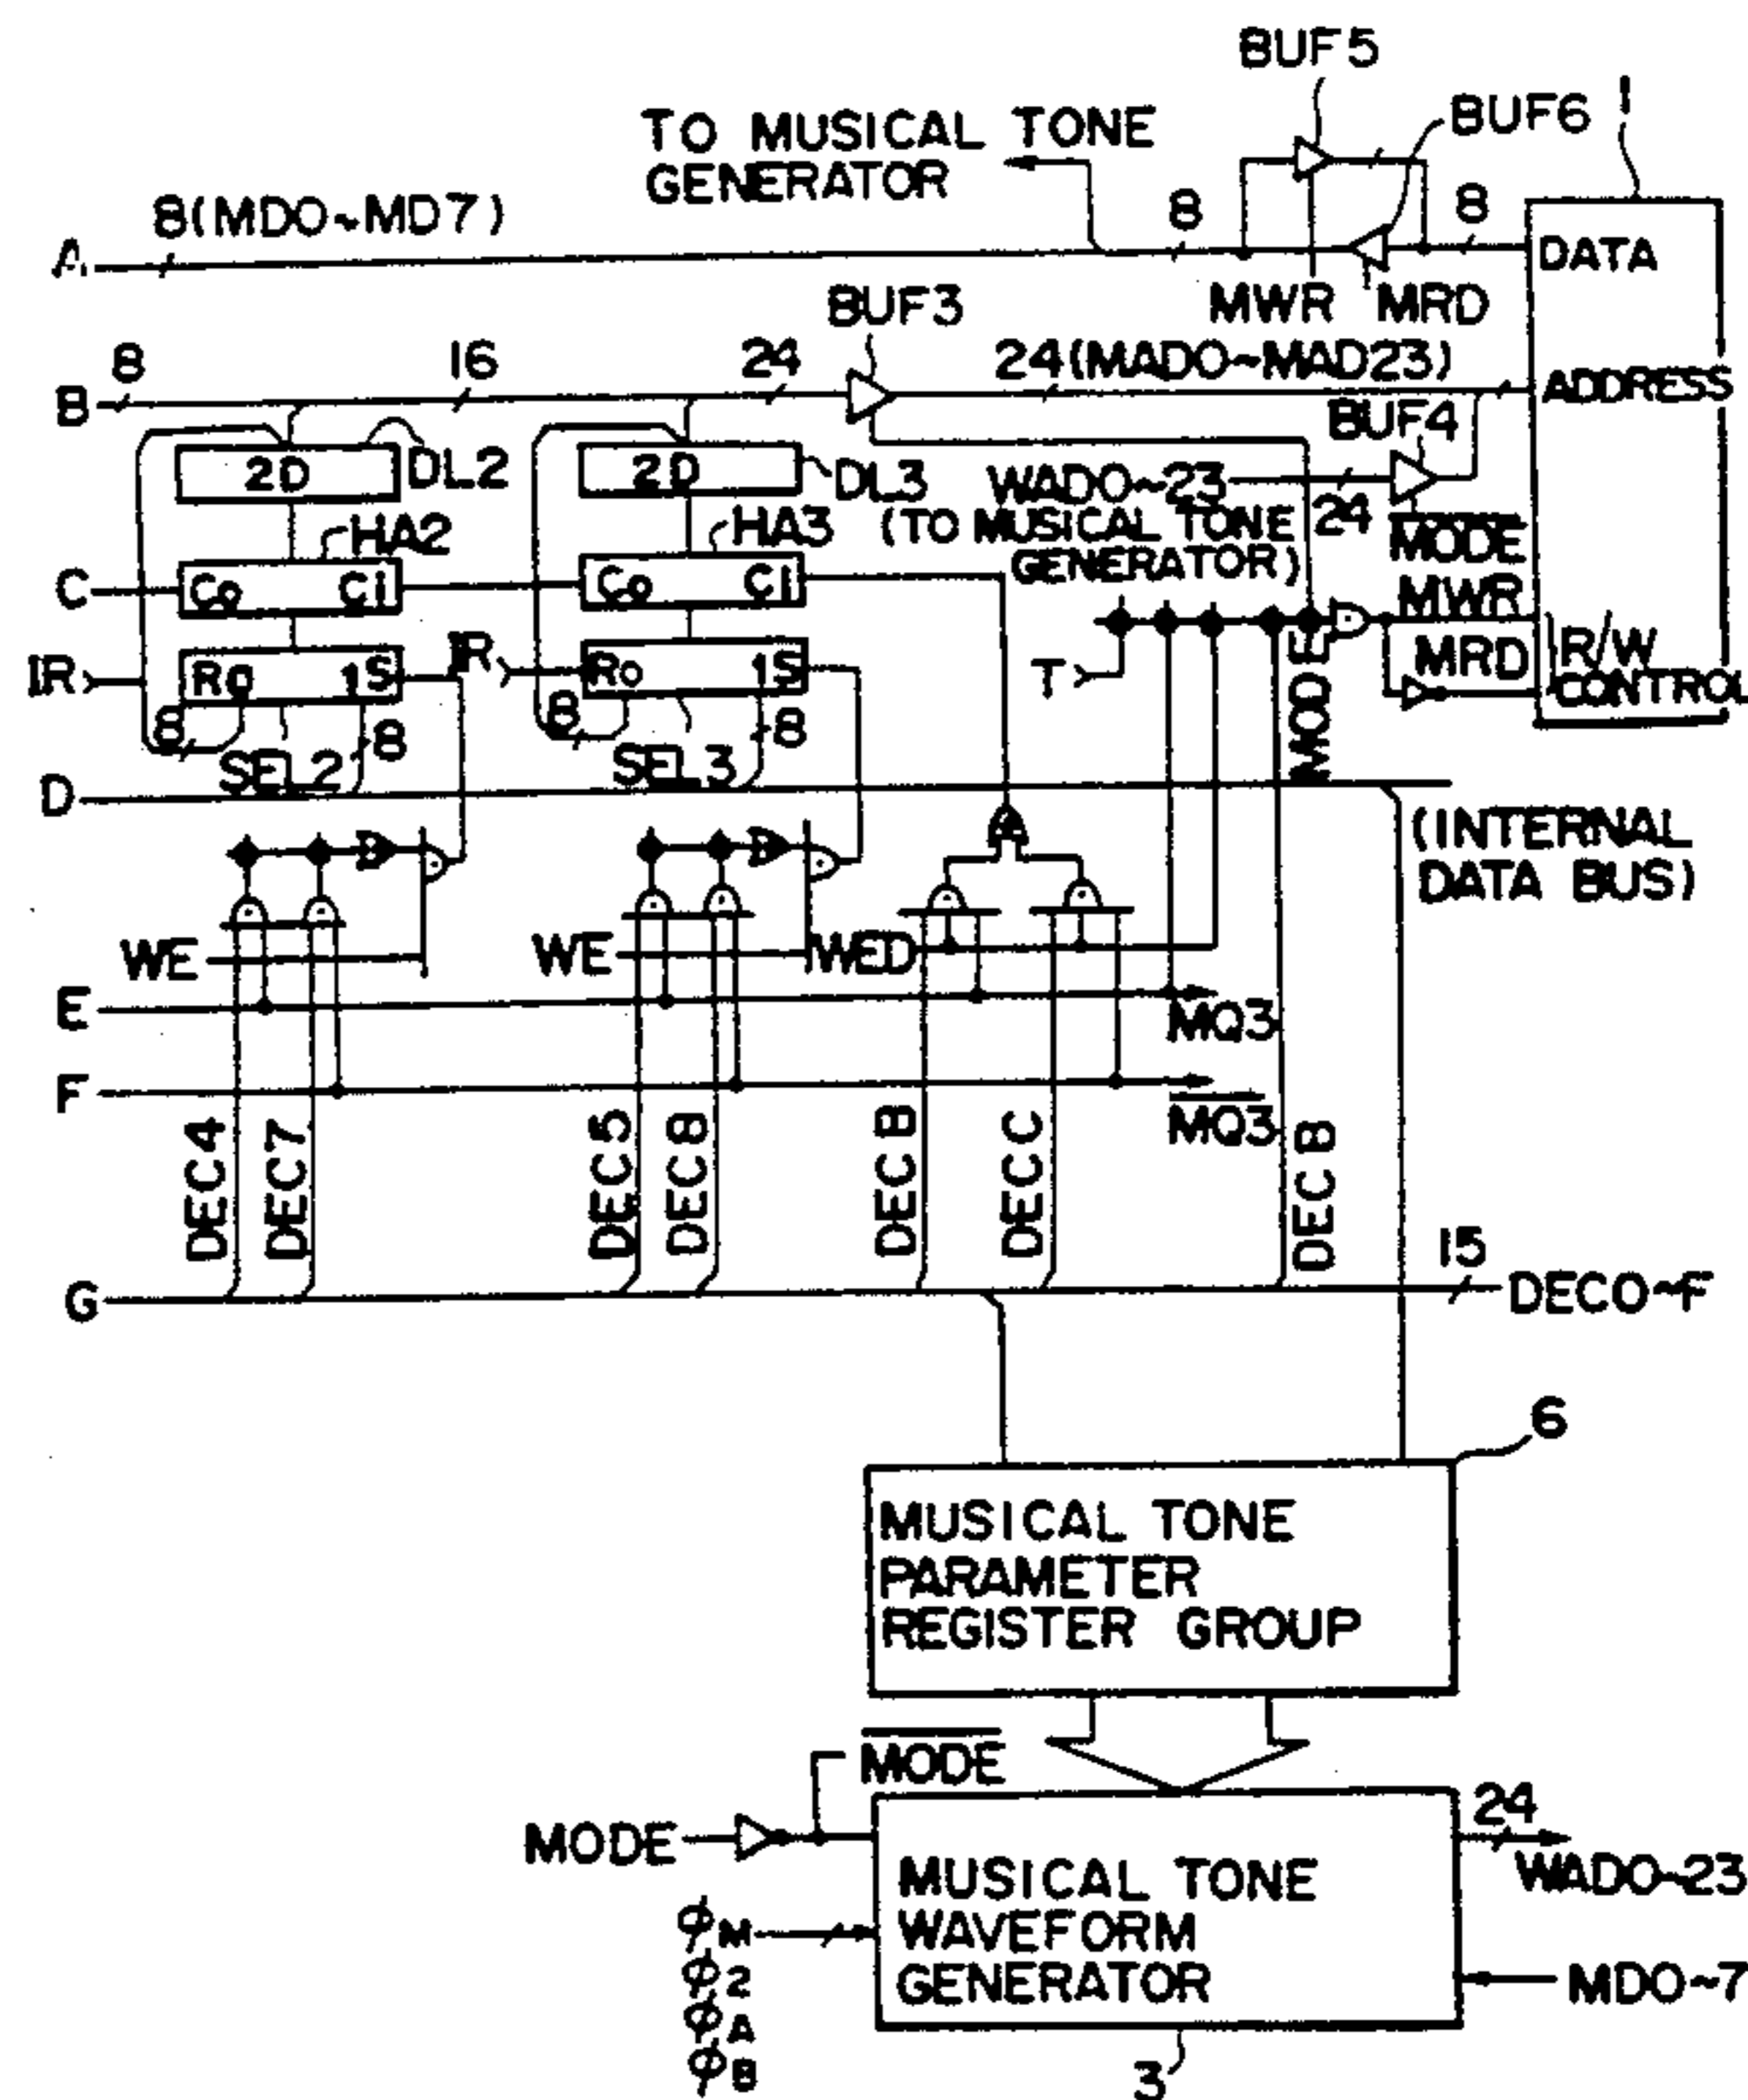 BUF5
BUF6
1
TO MUSICAL TONE
GENERATOR
8(MD0~MD7)
8
8
A
DATA
MWR
MRD
BUF3
8
16
24
24(MAD0~MAD23)
B
ADDRESS
BUF4
2D
DL2
2D
DL3
WAD0~23
24
HA2
HA3
(TO MUSICAL TONE
GENERATOR)
MODE
C
Co
Ci
Co
Ci
MWR
IR
R0
1S
IR
R0
1S
T
MRD
R/W
CONTROL
MODE
8
8
8
8
SEL2
SEL3
D
(INTERNAL
DATA BUS)
WE
WE
WED
E
MQ3
F
MQ3
DEC4
DEC7
DEC5
DEC8
DEC B
DEC C
DEC B
15
G
DEC0~F
6
MUSICAL TONE
PARAMETER
REGISTER GROUP
MODE
MODE
24
WAD0~23
MUSICAL TONE
WAVEFORM
GENERATOR
MD0~7
φM
φ2
φA
φB
3